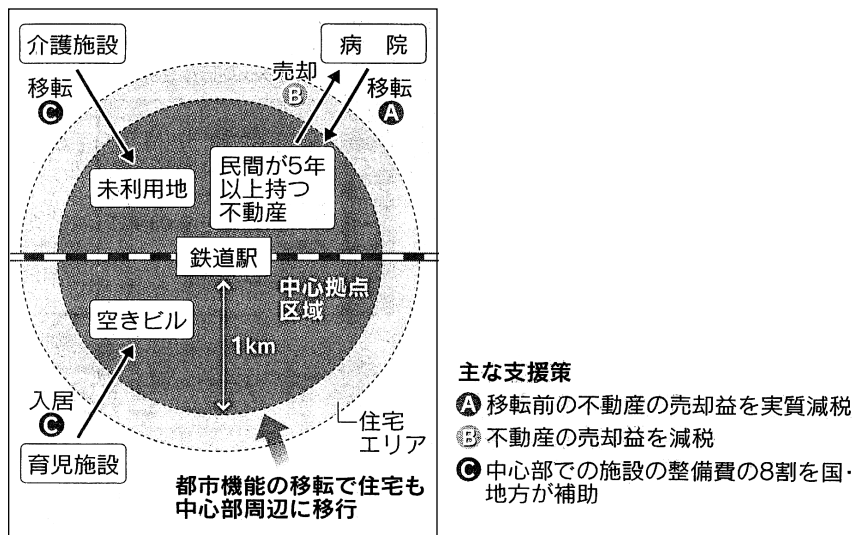 介護施設
病 院
移転
C
売却
B
移転
A
民間が5年
以上持つ
不動産
未利用地
鉄道駅
中心拠点
区域
空きビル
1km
入居
C
住宅
エリア
育児施設
都市機能の移転で住宅も
中心部周辺に移行
主な支援策
A 移転前の不動産の売却益を実質減税
B 不動産の売却益を減税
C 中心部での施設の整備費の8割を国・
地方が補助